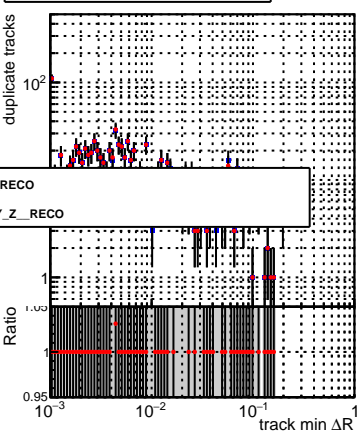 duplicate tracks
10²
RECO
Z__RECO
1
1.05
Ratio
1
0.95
10⁻³
10⁻²
10⁻¹
1
track min ΔR